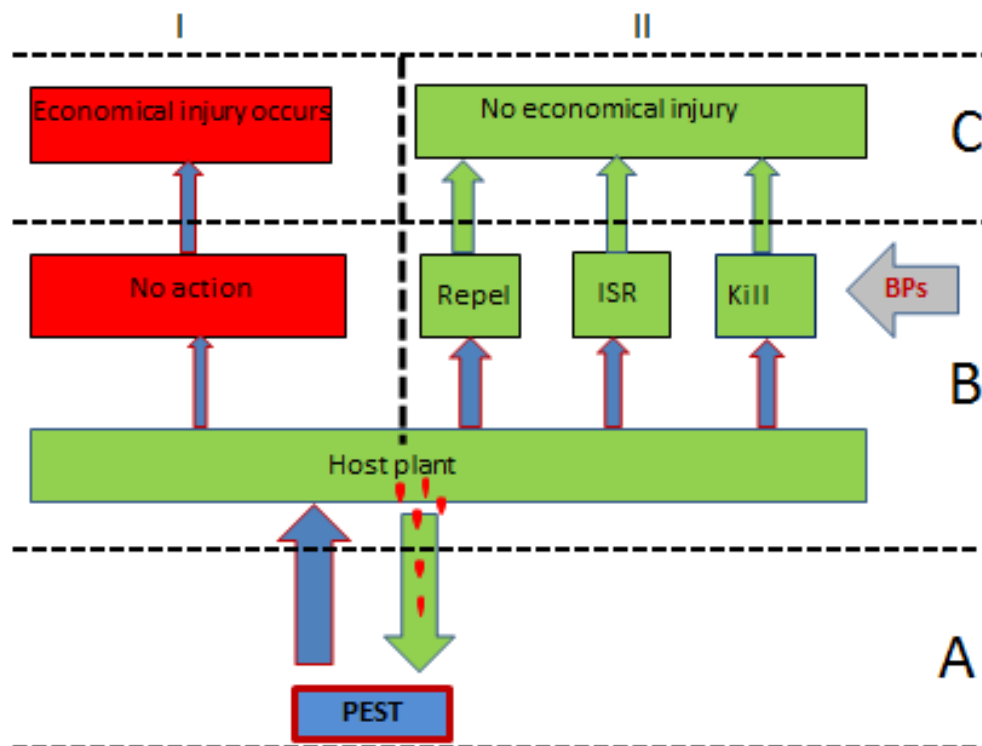 I
II
Economical injury occurs
No economical injury
C
No action
Repel
ISR
Kill
BPs
B
Host plant
A
PEST